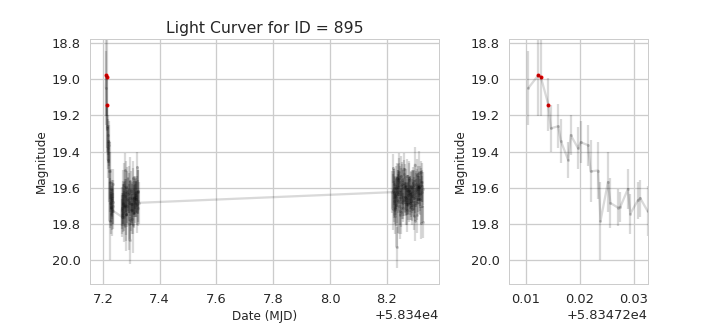 Light Curver for ID = 895
18.8
19.0
19.2
19.4
19.6
19.8
20.0
Magnitude
7.2 7.4 7.6 7.8 8.0 8.2
Date (MJD)
+5.834e4
18.8
19.0
19.2
19.4
19.6
19.8
20.0
Magnitude
0.01 0.02 0.03
+5.83472e4